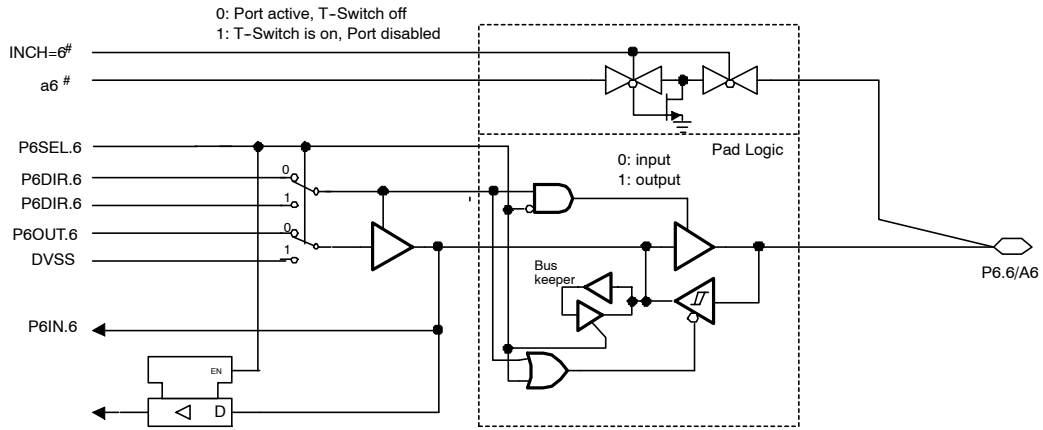 0: Port active, T-Switch off
1: T-Switch is on, Port disabled
INCH=6#
a6 #
P6SEL.6
P6DIR.6
P6DIR.6
P6OUT.6
DVSS
0
1
0
1
Pad Logic
0: input
1: output
Bus
keeper
P6.6/A6
P6IN.6
EN
D